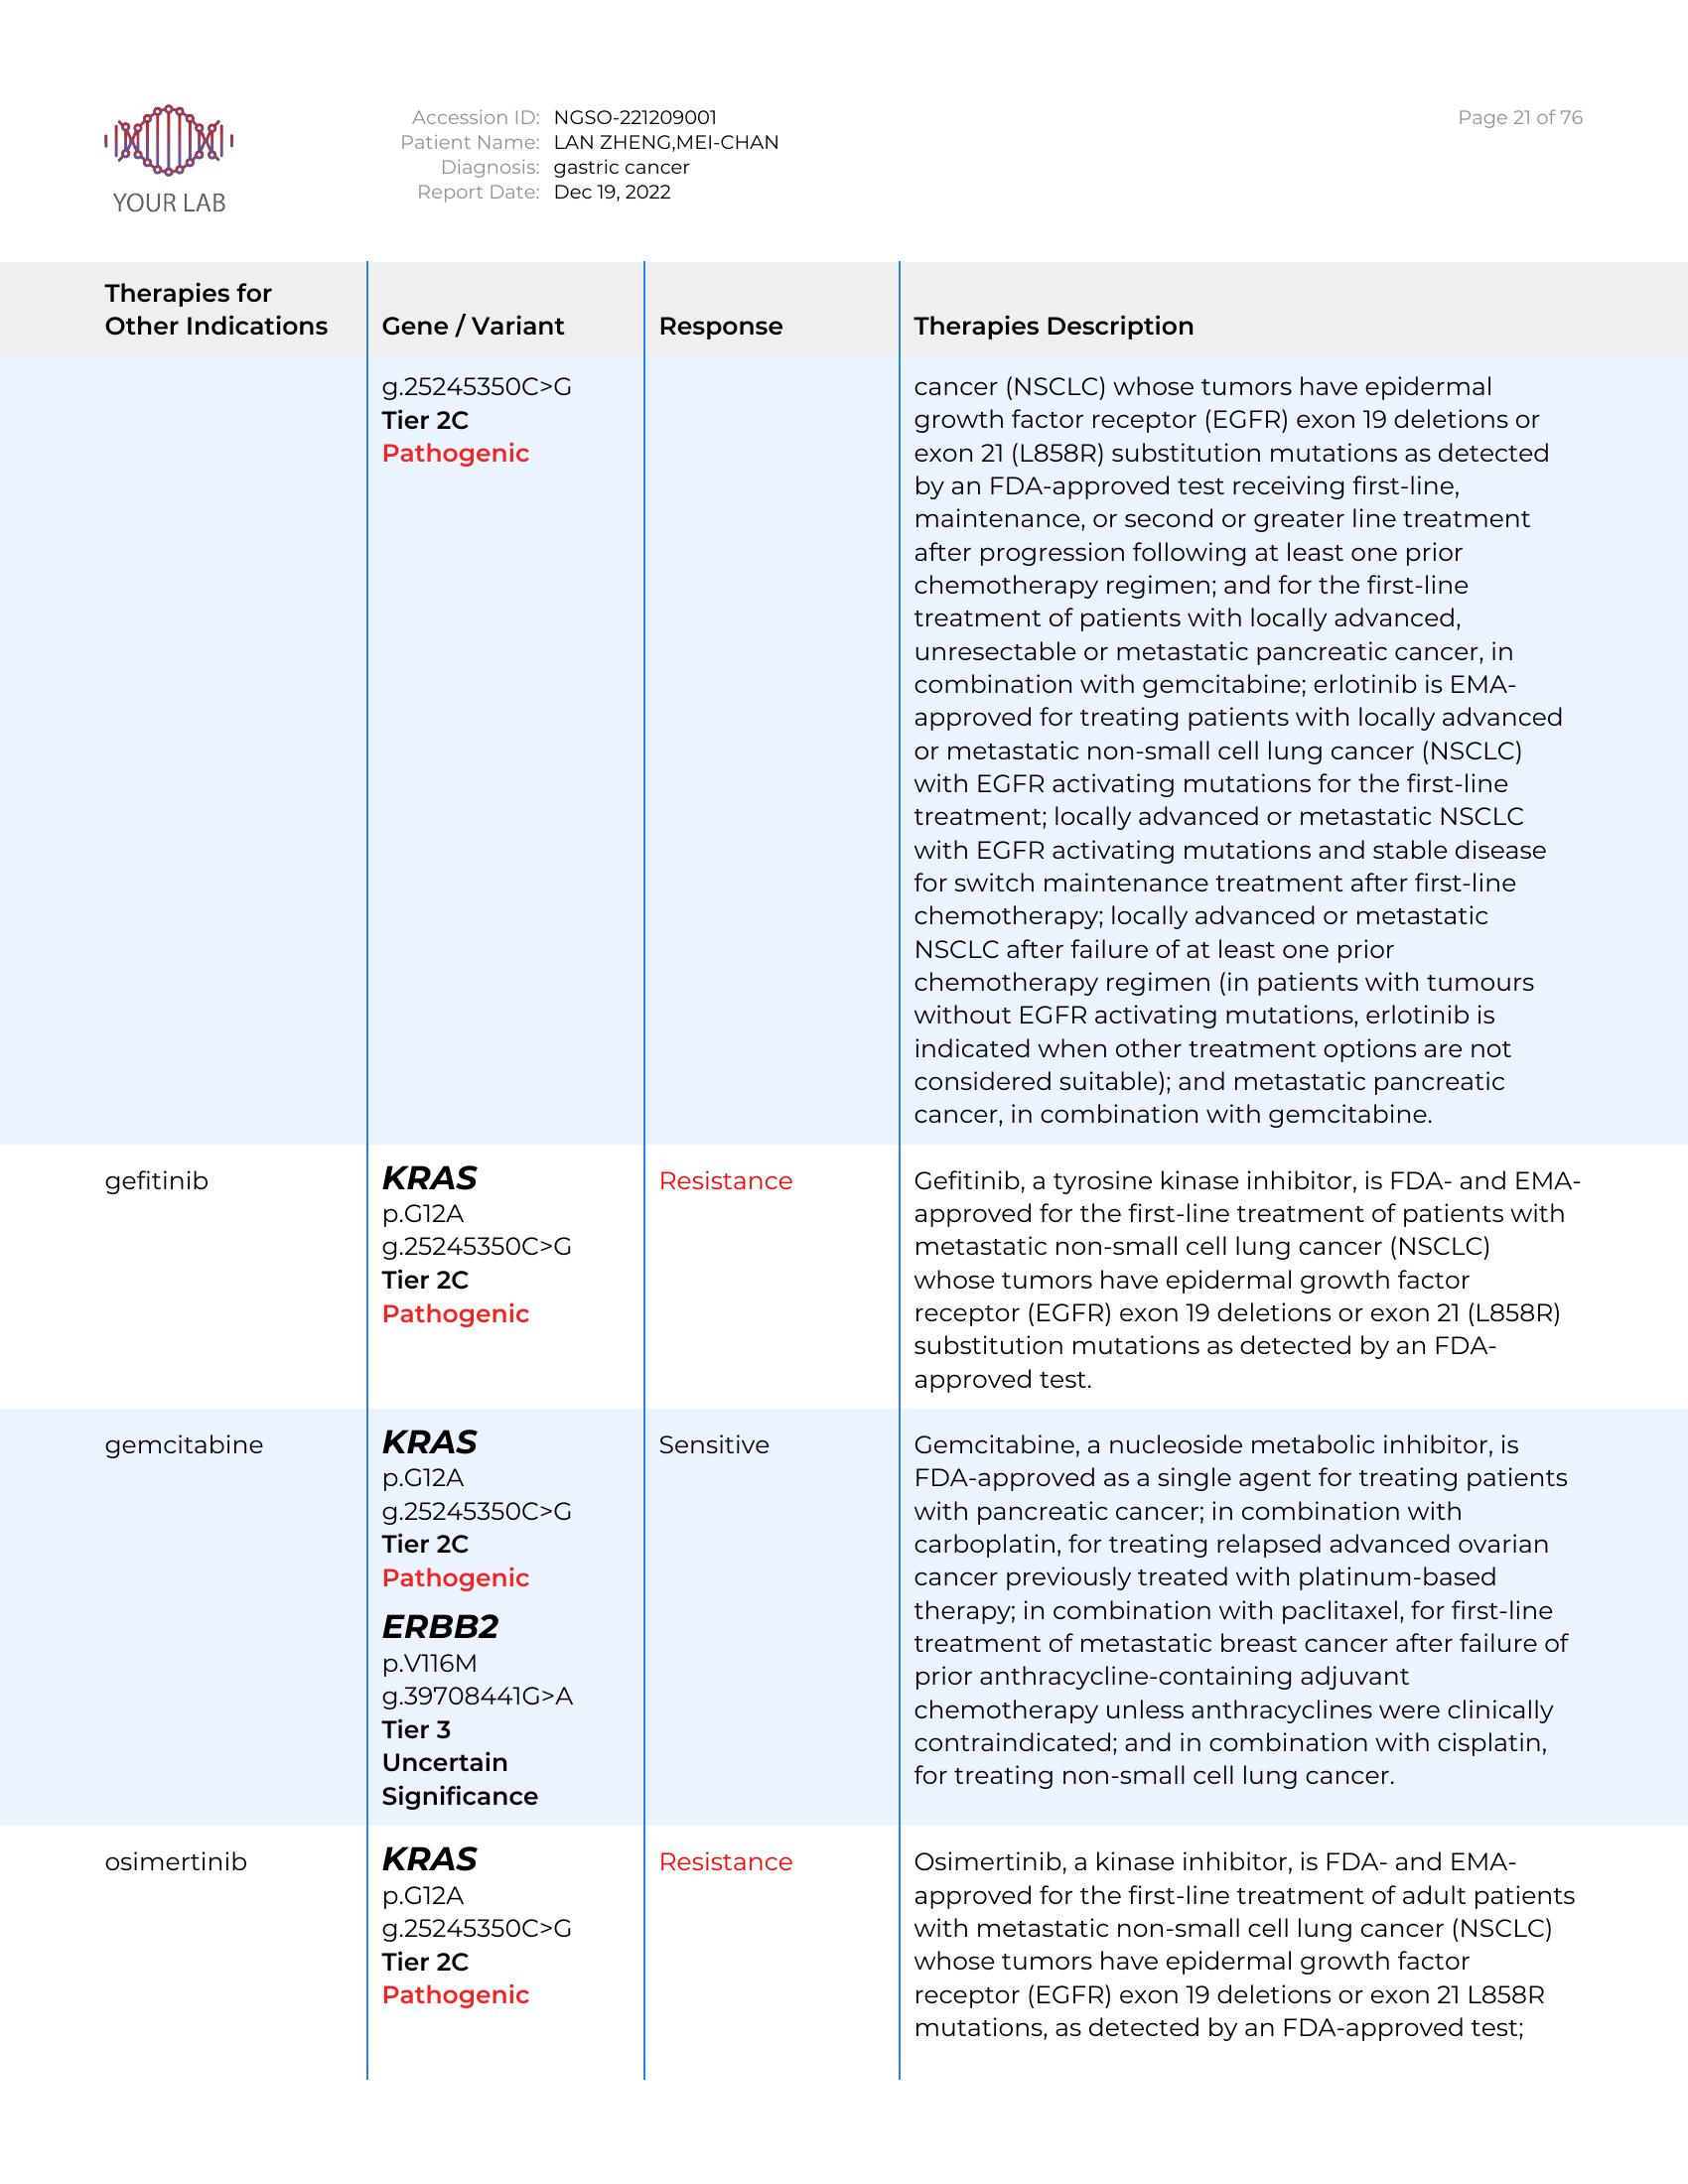 YOUR LAB
Accession ID: NGSO-221209001
Patient Name: LAN ZHENG,MEI-CHAN
Diagnosis: gastric cancer
Report Date: Dec 19, 2022
Page 21 of 76
Therapies for
Other Indications
Gene / Variant
Response
Therapies Description
g.25245350C>G
Tier 2C
Pathogenic
cancer (NSCLC) whose tumors have epidermal
growth factor receptor (EGFR) exon 19 deletions or
exon 21 (L858R) substitution mutations as detected
by an FDA-approved test receiving first-line,
maintenance, or second or greater line treatment
after progression following at least one prior
chemotherapy regimen; and for the first-line
treatment of patients with locally advanced,
unresectable or metastatic pancreatic cancer, in
combination with gemcitabine; erlotinib is EMA-
approved for treating patients with locally advanced
or metastatic non-small cell lung cancer (NSCLC)
with EGFR activating mutations for the first-line
treatment; locally advanced or metastatic NSCLC
with EGFR activating mutations and stable disease
for switch maintenance treatment after first-line
chemotherapy; locally advanced or metastatic
NSCLC after failure of at least one prior
chemotherapy regimen (in patients with tumours
without EGFR activating mutations, erlotinib is
indicated when other treatment options are not
considered suitable); and metastatic pancreatic
cancer, in combination with gemcitabine.
gefitinib
KRAS
p.G12A
g.25245350C>G
Tier 2C
Pathogenic
Resistance
Gefitinib, a tyrosine kinase inhibitor, is FDA- and EMA-
approved for the first-line treatment of patients with
metastatic non-small cell lung cancer (NSCLC)
whose tumors have epidermal growth factor
receptor (EGFR) exon 19 deletions or exon 21 (L858R)
substitution mutations as detected by an FDA-
approved test.
gemcitabine
KRAS
p.G12A
g.25245350C>G
Tier 2C
Pathogenic
ERBB2
p.V116M
g.39708441G>A
Tier 3
Uncertain
Significance
Sensitive
Gemcitabine, a nucleoside metabolic inhibitor, is
FDA-approved as a single agent for treating patients
with pancreatic cancer; in combination with
carboplatin, for treating relapsed advanced ovarian
cancer previously treated with platinum-based
therapy; in combination with paclitaxel, for first-line
treatment of metastatic breast cancer after failure of
prior anthracycline-containing adjuvant
chemotherapy unless anthracyclines were clinically
contraindicated; and in combination with cisplatin,
for treating non-small cell lung cancer.
osimertinib
KRAS
p.G12A
g.25245350C>G
Tier 2C
Pathogenic
Resistance
Osimertinib, a kinase inhibitor, is FDA- and EMA-
approved for the first-line treatment of adult patients
with metastatic non-small cell lung cancer (NSCLC)
whose tumors have epidermal growth factor
receptor (EGFR) exon 19 deletions or exon 21 L858R
mutations, as detected by an FDA-approved test;